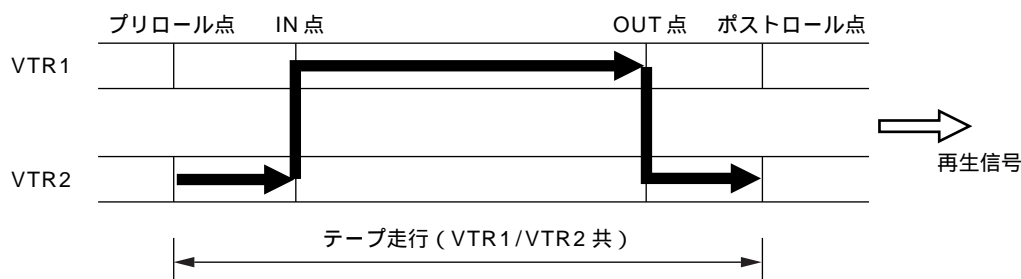 プリロール点 IN 点 OUT 点 ポストロール点
VTR1
再生信号
VTR2
テープ走行（VTR1/VTR2 共）